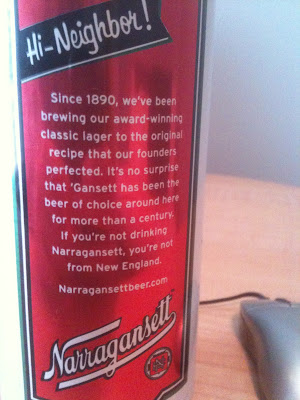 Hi-Neighbor!
Since 1890, we've been
brewing our award-winning
classic lager to the original
recipe that our founders
perfected. It's no surprise
that 'Gansett has been the
beer of choice around here
for more than a century.
If you're not drinking
Narragansett, you're not
from New England.
Narragansettbeer.com
Narragansett™